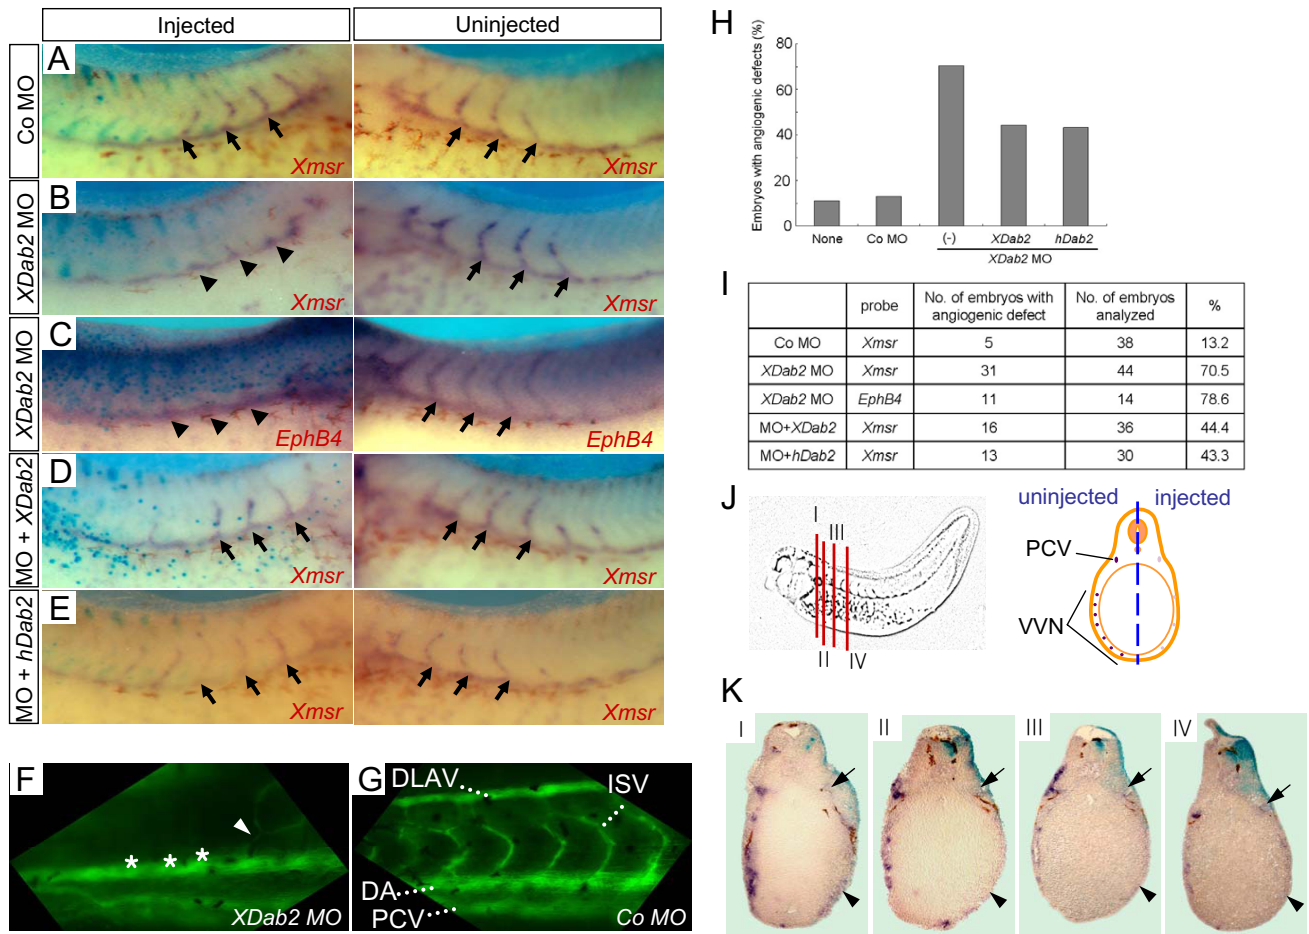 Injected
Uninjected
Co MO
A
Xmsr
Xmsr
XDab2 MO
B
Xmsr
Xmsr
XDab2 MO
C
EphB4
EphB4
MO + XDab2
D
Xmsr
Xmsr
MO + hDab2
E
Xmsr
Xmsr
F
* * *
XDab2 MO
G
DLAV
ISV
DA
PCV
Co MO
H
Embryos with angiogenic defects (%)
80
60
40
20
0
None Co MO (-) XDab2 hDab2
XDab2 MO
I
probe No. of embryos with angiogenic defect No. of embryos analyzed %
Co MO Xmsr 5 38 13.2
XDab2 MO Xmsr 31 44 70.5
XDab2 MO EphB4 11 14 78.6
MO+XDab2 Xmsr 16 36 44.4
MO+hDab2 Xmsr 13 30 43.3
J
I
III
II
IV
uninjected injected
PCV
VVN
K
I
II
III
IV